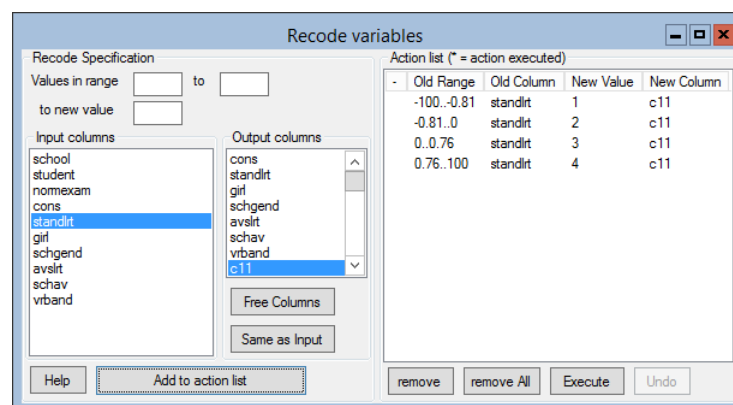 Recode variables
Recode Specification
Values in range to
to new value
Input columns
school
student
normexam
cons
standlrt
girl
schgend
avslrt
schav
vrband
Output columns
cons
standlrt
girl
schgend
avslrt
schav
vrband
c11
Free Columns
Same as Input
Help Add to action list
Action list (* = action executed)
- Old Range Old Column New Value New Column
-100..-0.81 standlrt 1 c11
-0.81..0 standlrt 2 c11
0..0.76 standlrt 3 c11
0.76..100 standlrt 4 c11
remove remove All Execute Undo